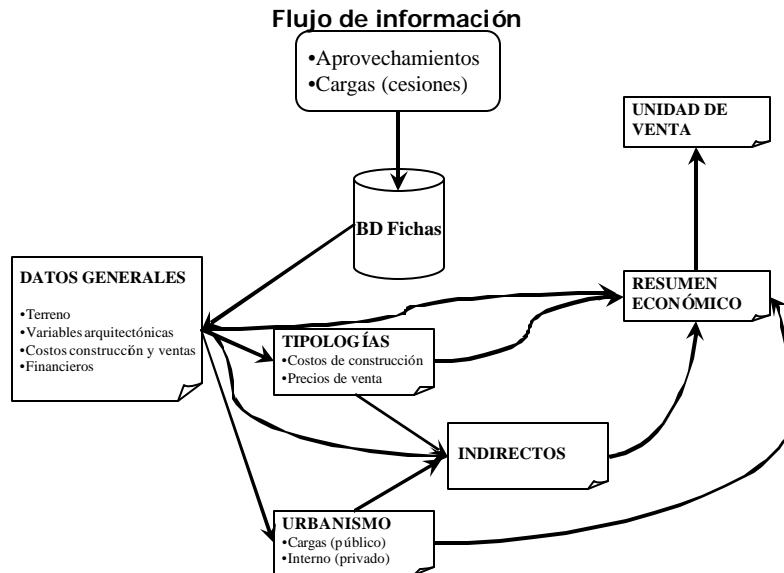 Flujo de información
•Aprovechamientos
•Cargas (cesiones)
UNIDAD DE
VENTA
BD Fichas
DATOS GENERALES
•Terreno
•Variables arquitectónicas
•Costos construcción y ventas
•Financieros
RESUMEN
ECONÓMICO
TIPOLOGÍAS
•Costos de construcción
•Precios de venta
INDIRECTOS
URBANISMO
•Cargas (público)
•Interno (privado)